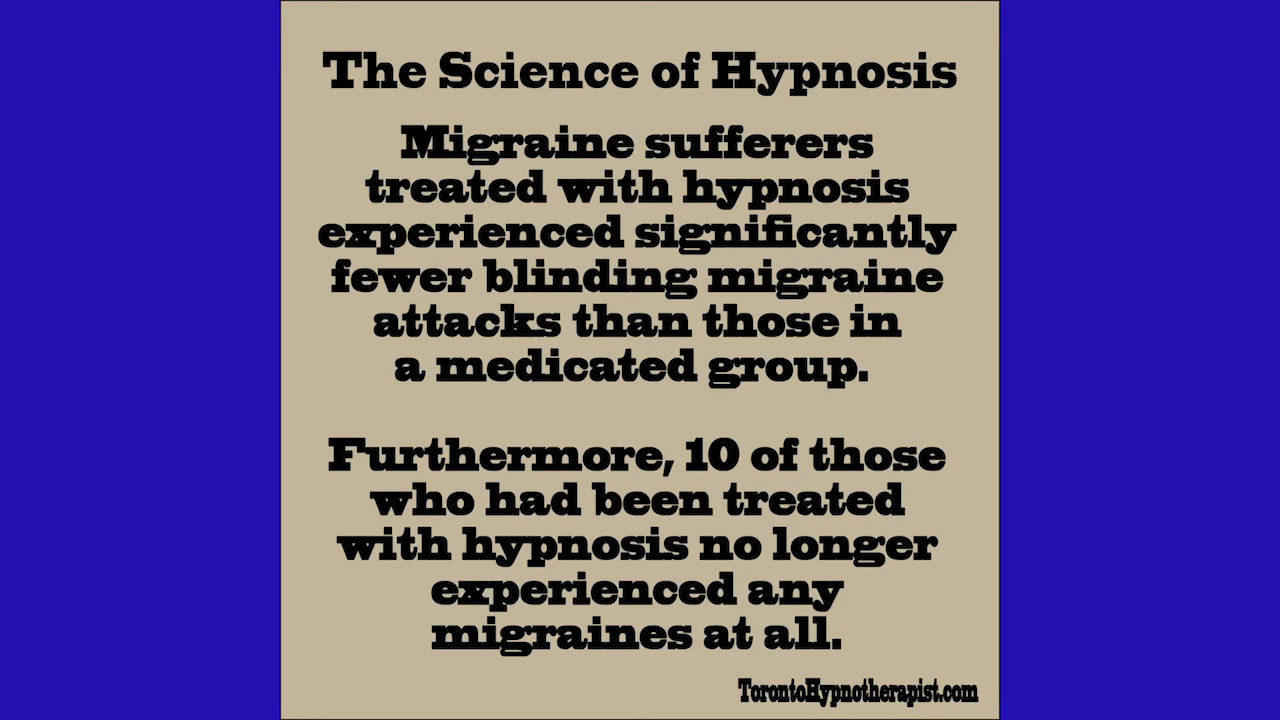 The Science of Hypnosis
Migraine sufferers
treated with hypnosis
experienced significantly
fewer blinding migraine
attacks than those in
a medicated group.
Furthermore, 10 of those
who had been treated
with hypnosis no longer
experienced any
migraines at all.
TorontoHypnotherapist.com